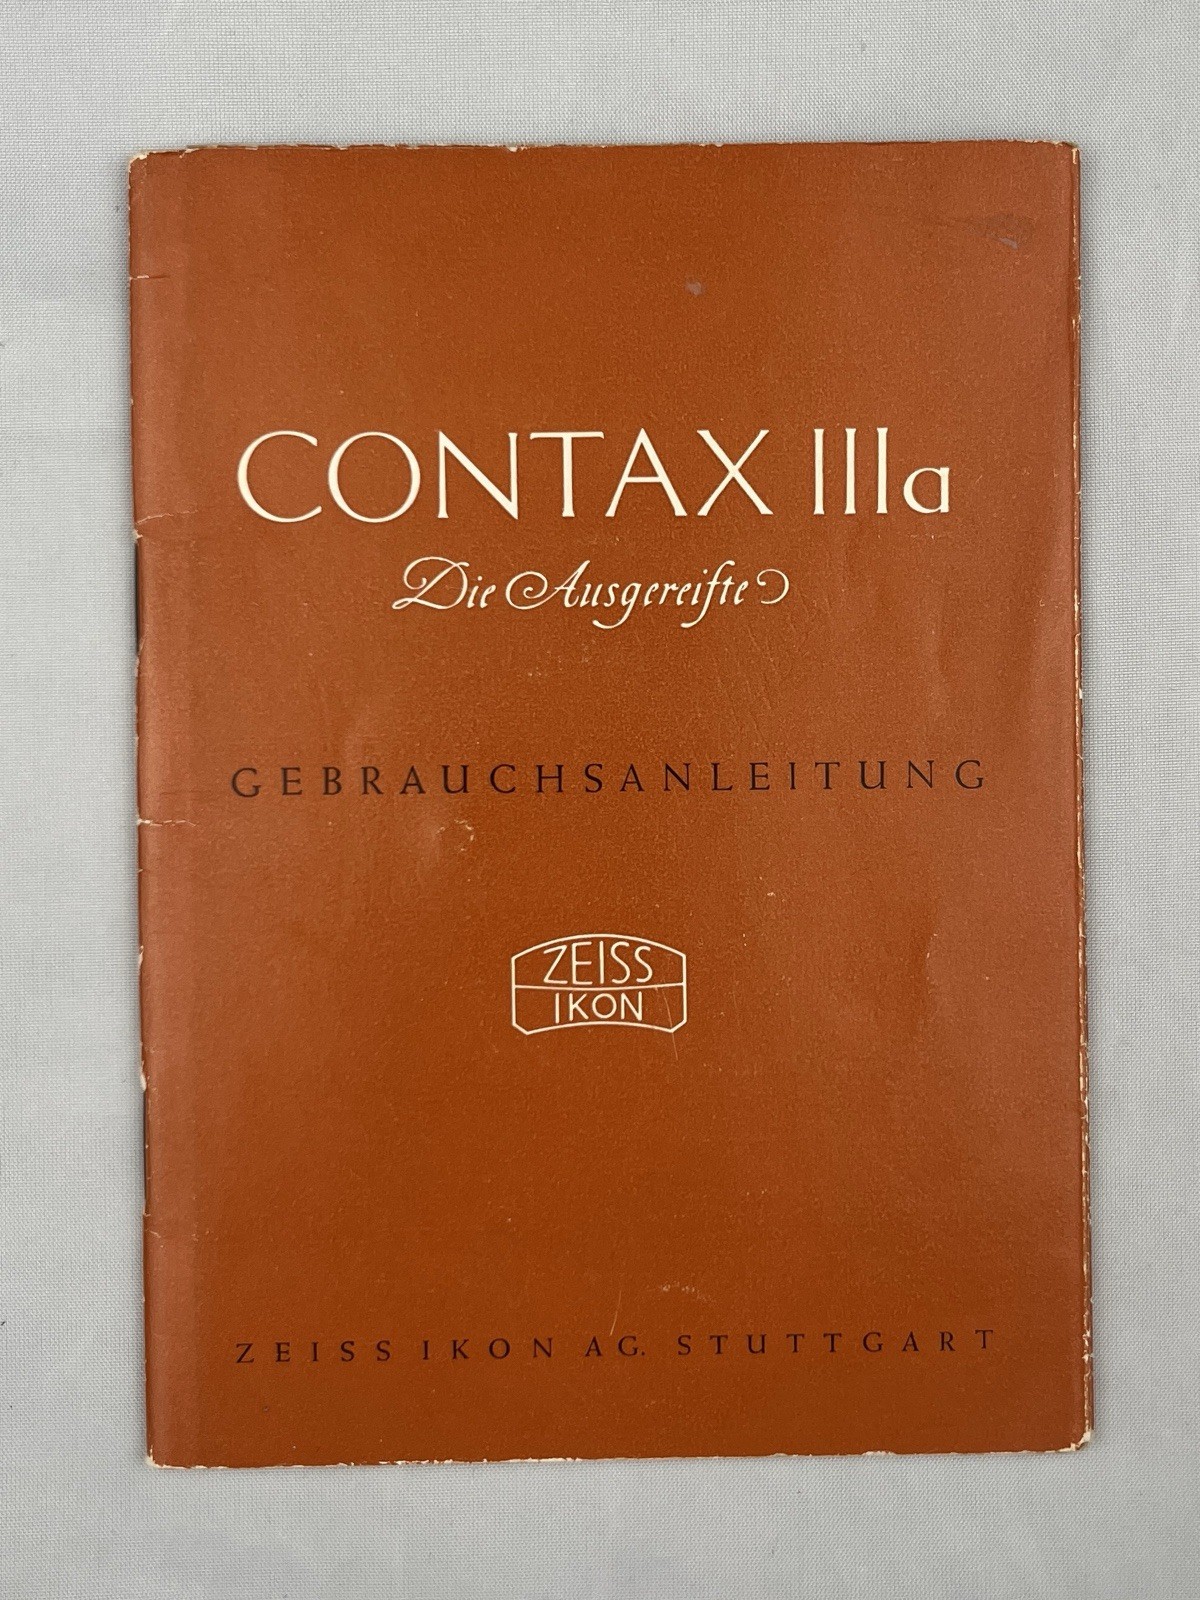 CONTAX IIIa
Die Ausgereifte
GEBRAUCHSANLEITUNG
ZEISS
IKON
ZEISS IKON AG. STUTTGART